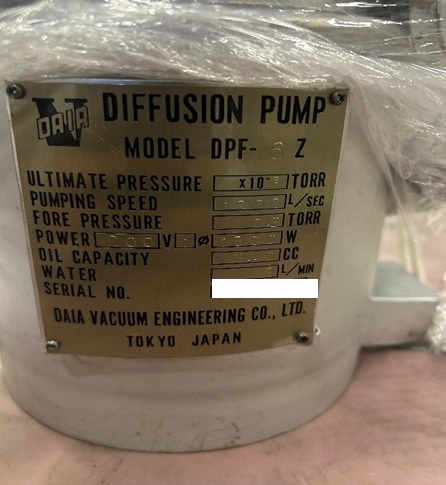 DAIA V
DIFFUSION PUMP
MODEL DPF- Z
ULTIMATE PRESSURE ×10⁻ TORR
PUMPING SPEED L/SEC
FORE PRESSURE TORR
POWER V ø W
OIL CAPACITY CC
WATER L/MIN
SERIAL NO.
DAIA VACUUM ENGINEERING CO., LTD.
TOKYO JAPAN